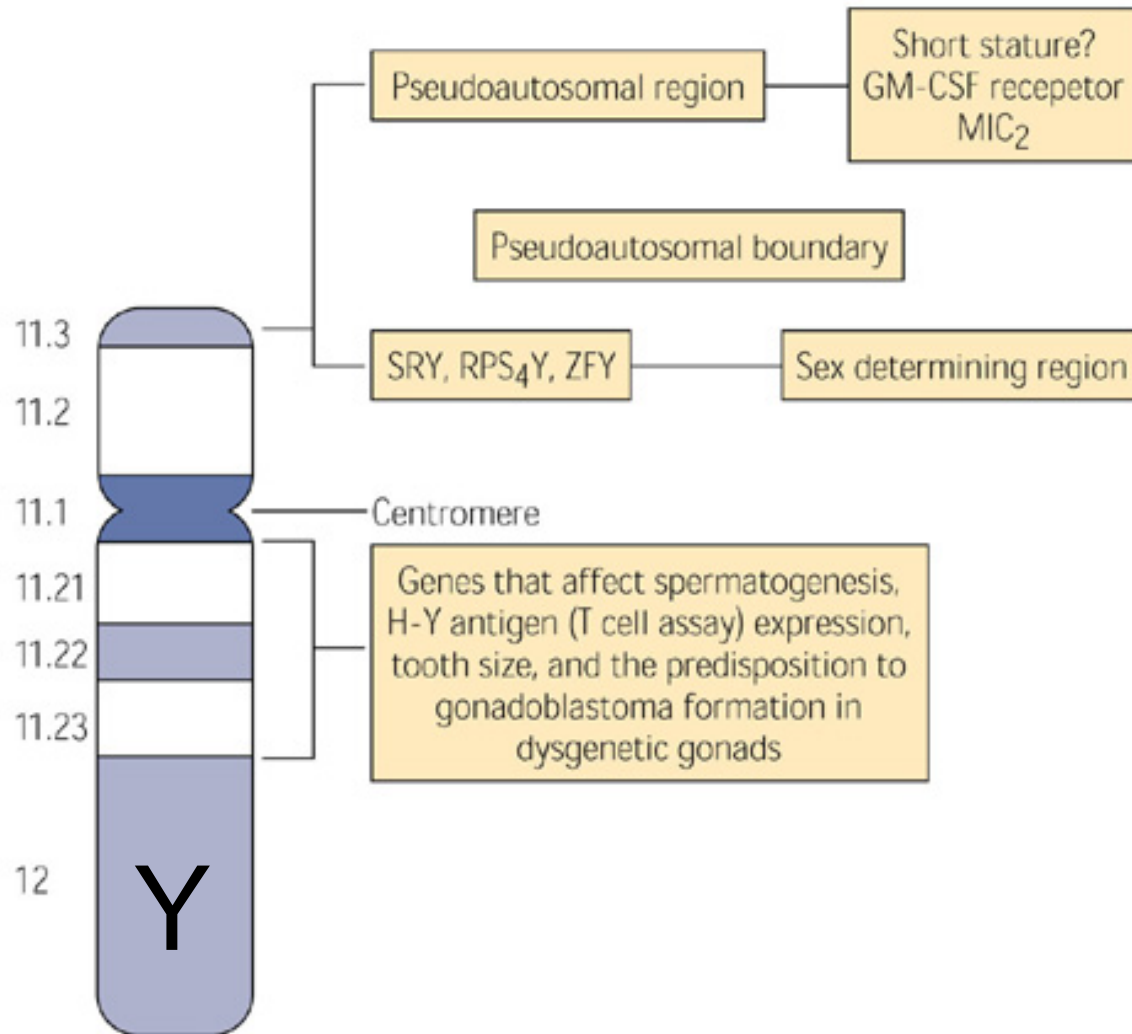 Short stature?
GM-CSF recepetor
MIC2
Pseudoautosomal region
Pseudoautosomal boundary
11.3
SRY, RPS4Y, ZFY
Sex determining region
11.2
11.1
Centromere
11.21
11.22
11.23
Genes that affect spermatogenesis,
H-Y antigen (T cell assay) expression,
tooth size, and the predisposition to
gonadoblastoma formation in
dysgenetic gonads
12
Y